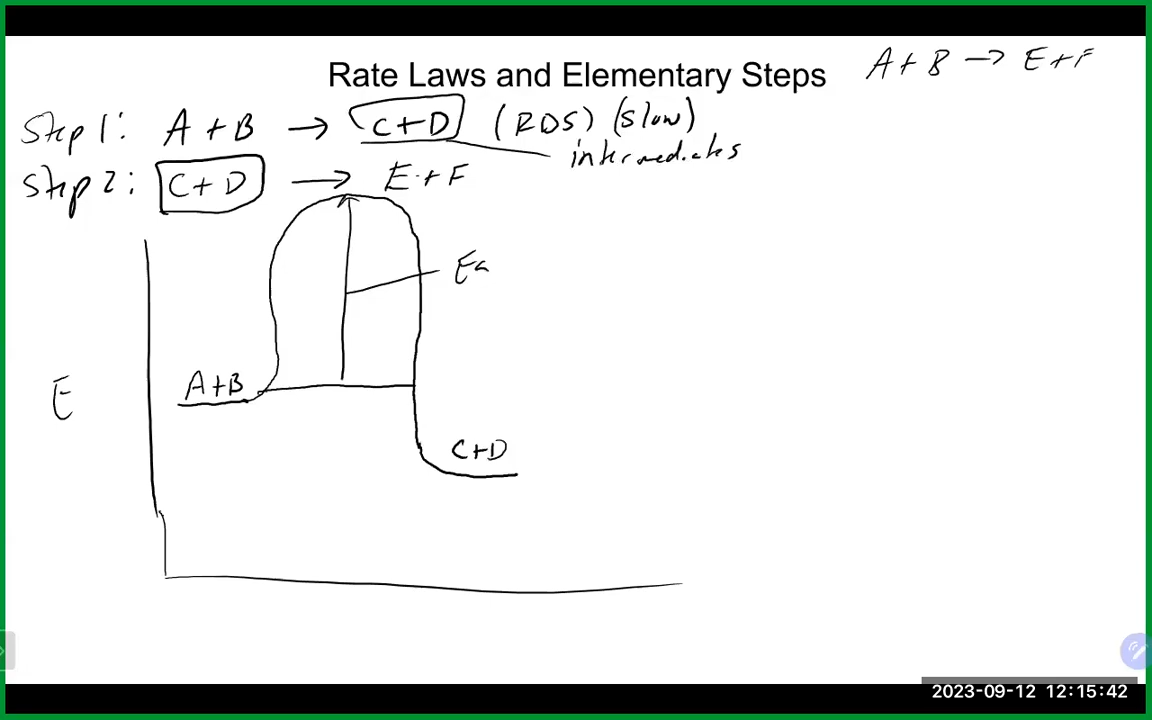 Rate Laws and Elementary Steps
A + B → E + F
Step 1: A + B → C + D (RDS) (slow)
intermediates
Step 2: C + D → E + F
Ea
A+B
E
C+D
2023-09-12 12:15:42